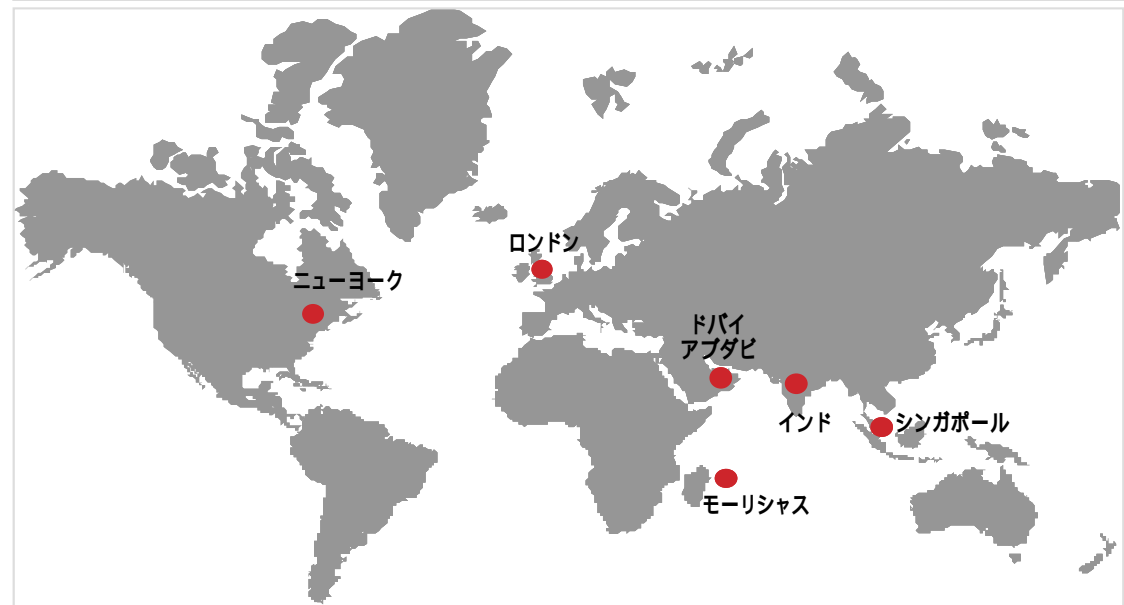 ロンドン
ニューヨーク
ドバイ
アブダビ
インド
シンガポール
モーリシャス